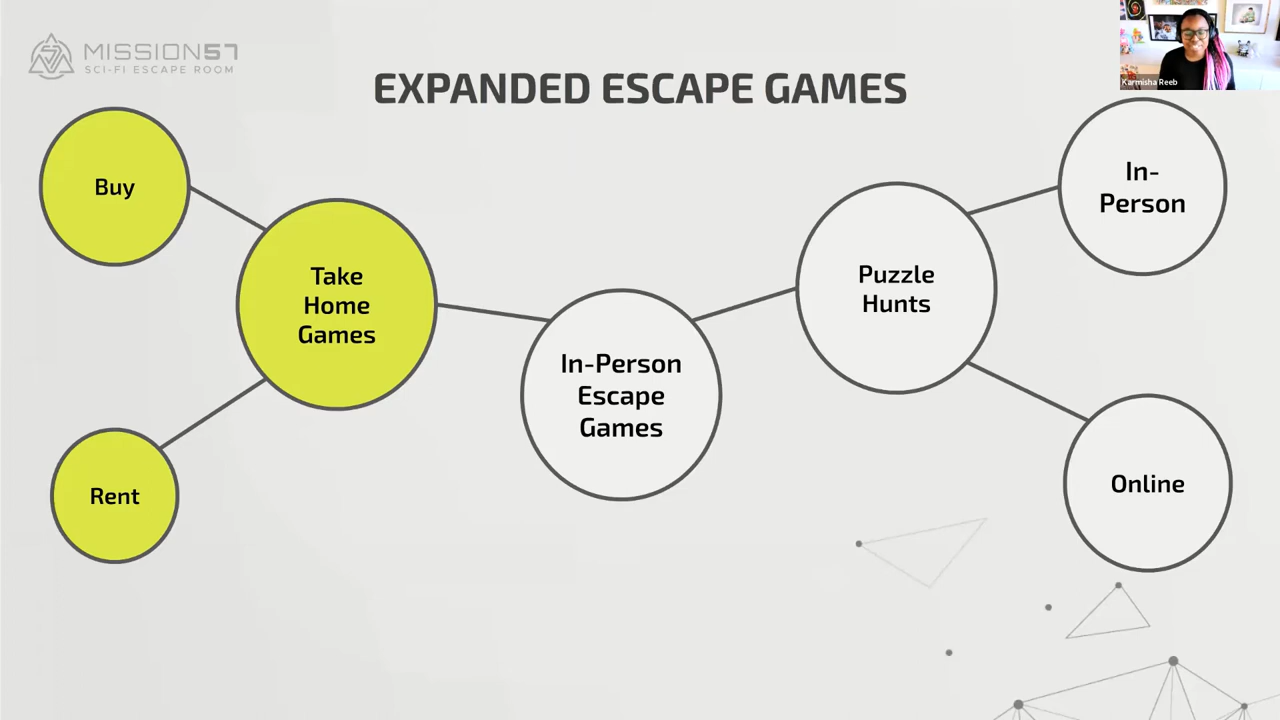 MISSION57
SCI-FI ESCAPE ROOM
EXPANDED ESCAPE GAMES
Karmisha Reeb
Buy
Take
Home
Games
Rent
In-Person
Escape
Games
Puzzle
Hunts
In-
Person
Online